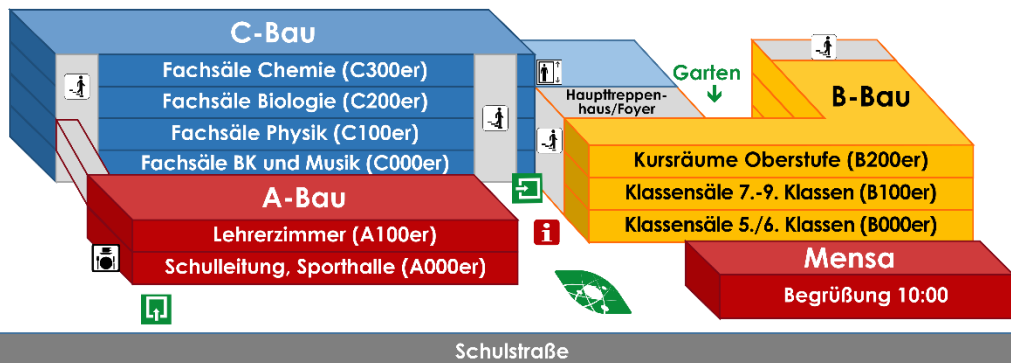 C-Bau
Fachsäle Chemie (C300er)
Fachsäle Biologie (C200er)
Fachsäle Physik (C100er)
Fachsäle BK und Musik (C000er)
A-Bau
Lehrerzimmer (A100er)
Schulleitung, Sporthalle (A000er)
Haupttreppen-
haus/Foyer
Garten
B-Bau
Kursräume Oberstufe (B200er)
Klassensäle 7.-9. Klassen (B100er)
Klassensäle 5./6. Klassen (B000er)
i
Mensa
Begrüßung 10:00
Schulstraße